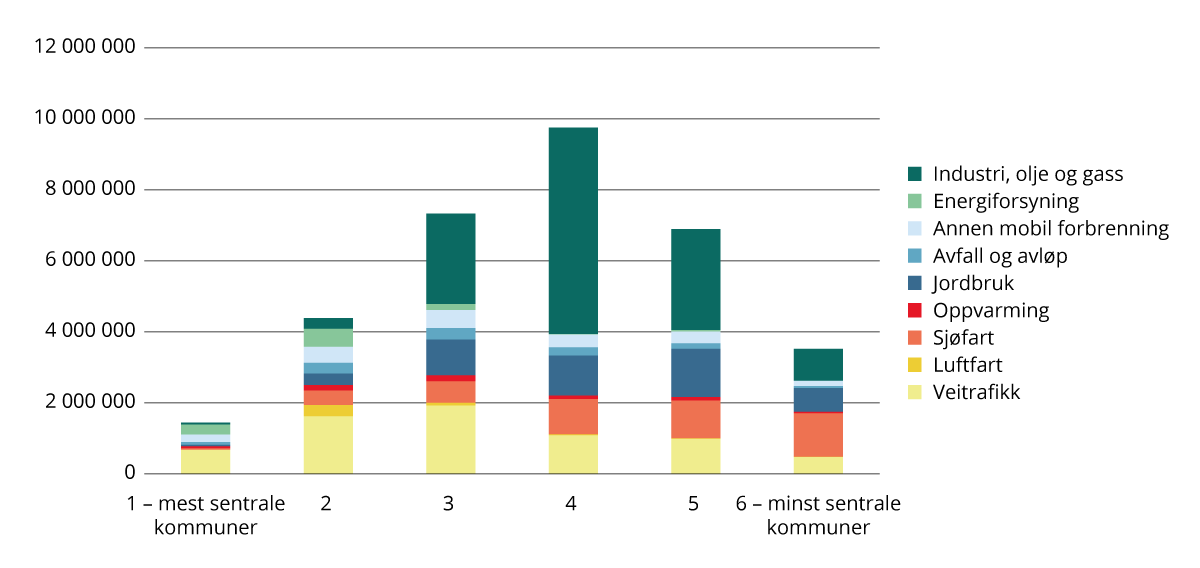 12 000 000
10 000 000
8 000 000
6 000 000
4 000 000
2 000 000
0
1 – mest sentrale
kommuner
2
3
4
5
6 – minst sentrale
kommuner
Industri, olje og gass
Energiforsyning
Annen mobil forbrenning
Avfall og avløp
Jordbruk
Oppvarming
Sjøfart
Luftfart
Veitrafikk